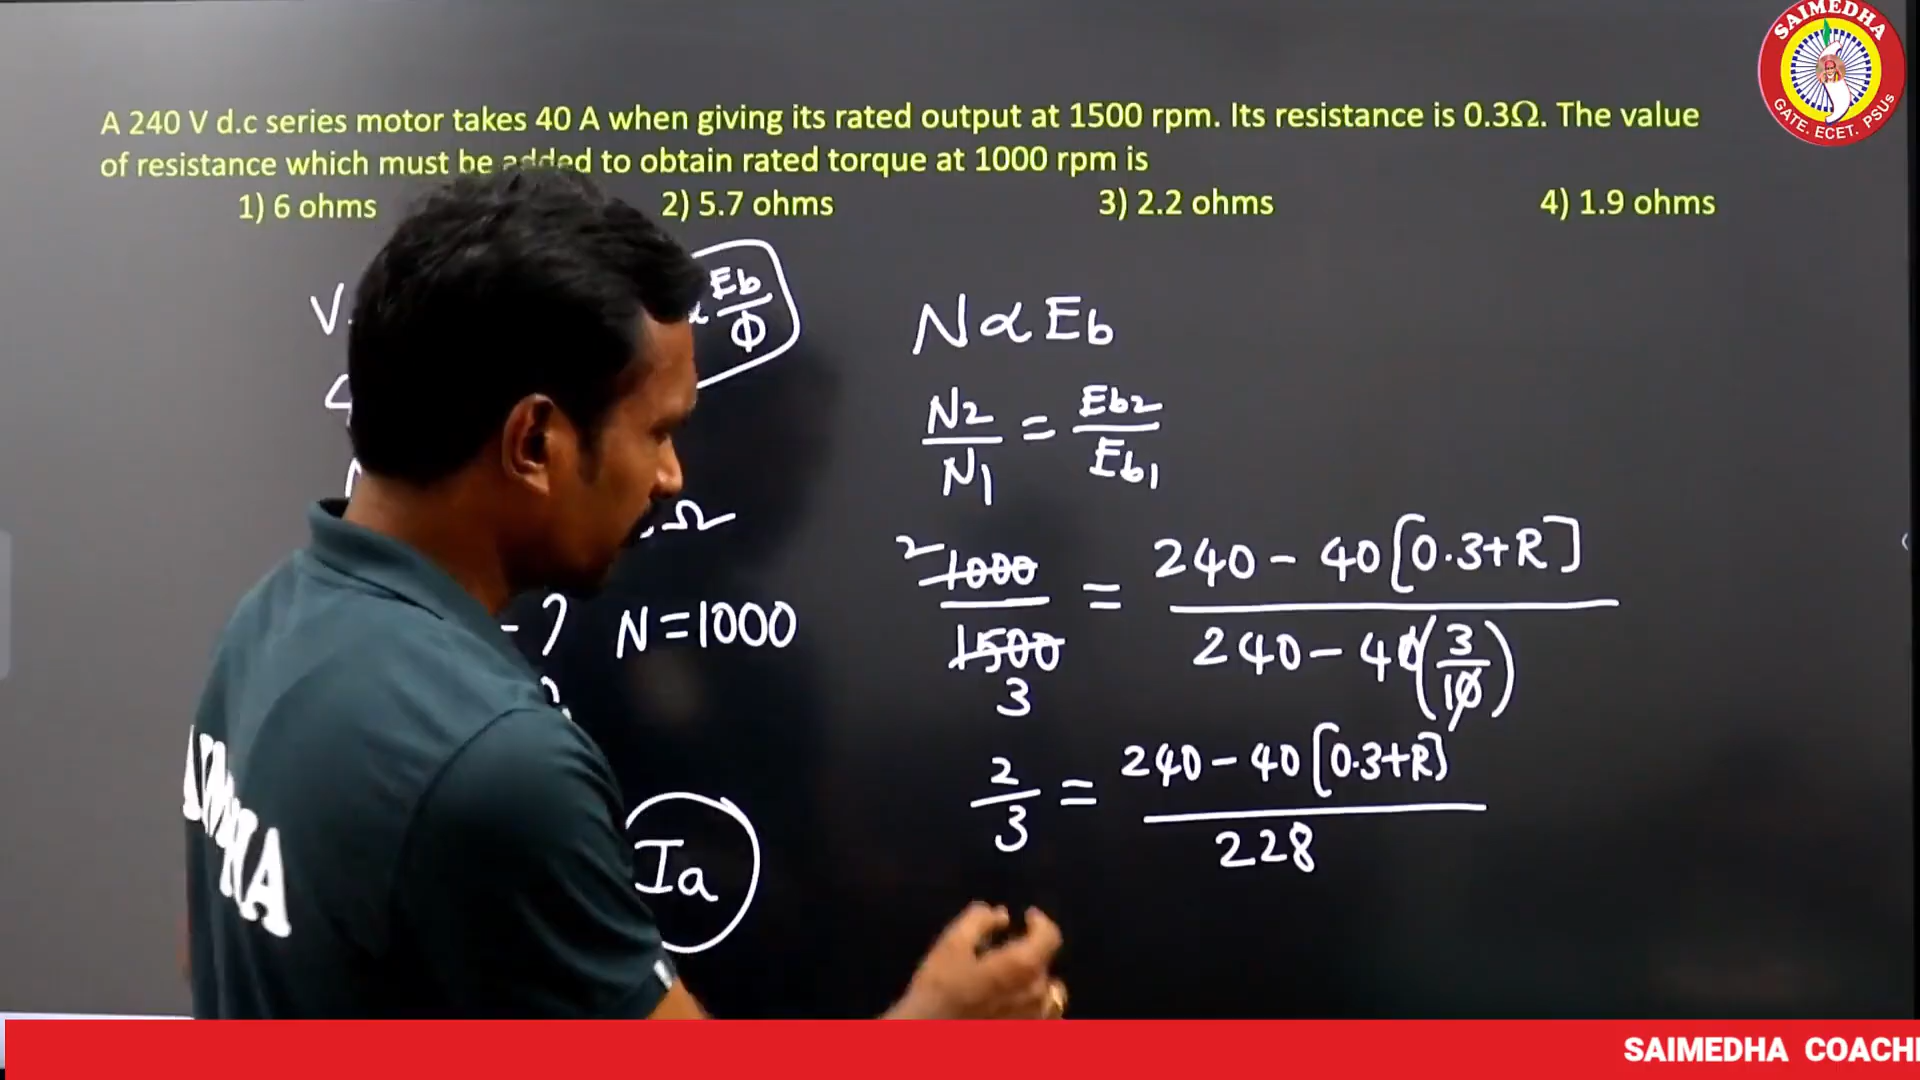 SAIMEDHA
GATE. ECET. PSUs
A 240 V d.c series motor takes 40 A when giving its rated output at 1500 rpm. Its resistance is 0.3Ω. The value
of resistance which must be added to obtain rated torque at 1000 rpm is
1) 6 ohms 2) 5.7 ohms 3) 2.2 ohms 4) 1.9 ohms
V
Eb/Φ
N α Eb
N2/N1 = Eb2/Eb1
Ω
2 1000/1500 3 = 240 - 40[0.3+R]/240 - 40(3/10)
- ? N=1000
2/3 = 240 - 40[0.3+R]/228
Ia
SAIMEDHA COACHI